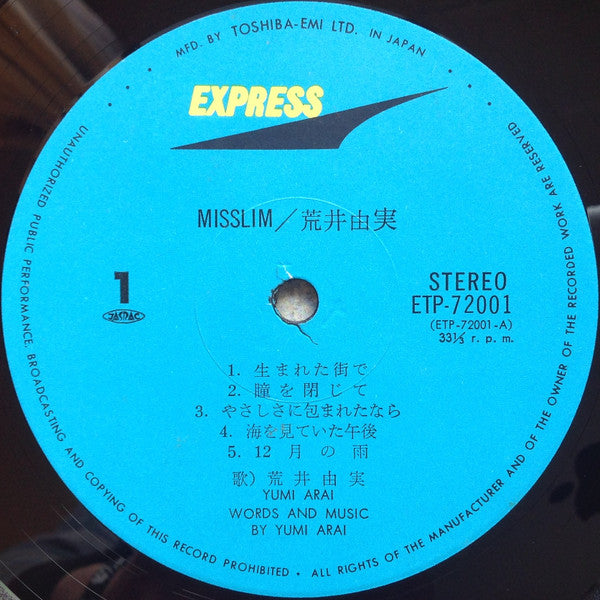 MFD. BY TOSHIBA-EMI LTD. IN JAPAN
EXPRESS
MISSLIM/荒井由実
1
JASRAC
STEREO
ETP-72001
(ETP-72001-A)
33⅓ r. p. m.
1. 生まれた街で
2. 瞳を閉じて
3. やさしさに包まれたなら
4. 海を見ていた午後
5. 12月の雨
歌) 荒井由実
YUMI ARAI
WORDS AND MUSIC
BY YUMI ARAI
UNAUTHORIZED PUBLIC PERFORMANCE, BROADCASTING AND COPYING OF THIS RECORD PROHIBITED • ALL RIGHTS OF THE MANUFACTURER AND OF THE OWNER OF THE RECORDED WORK ARE RESERVED